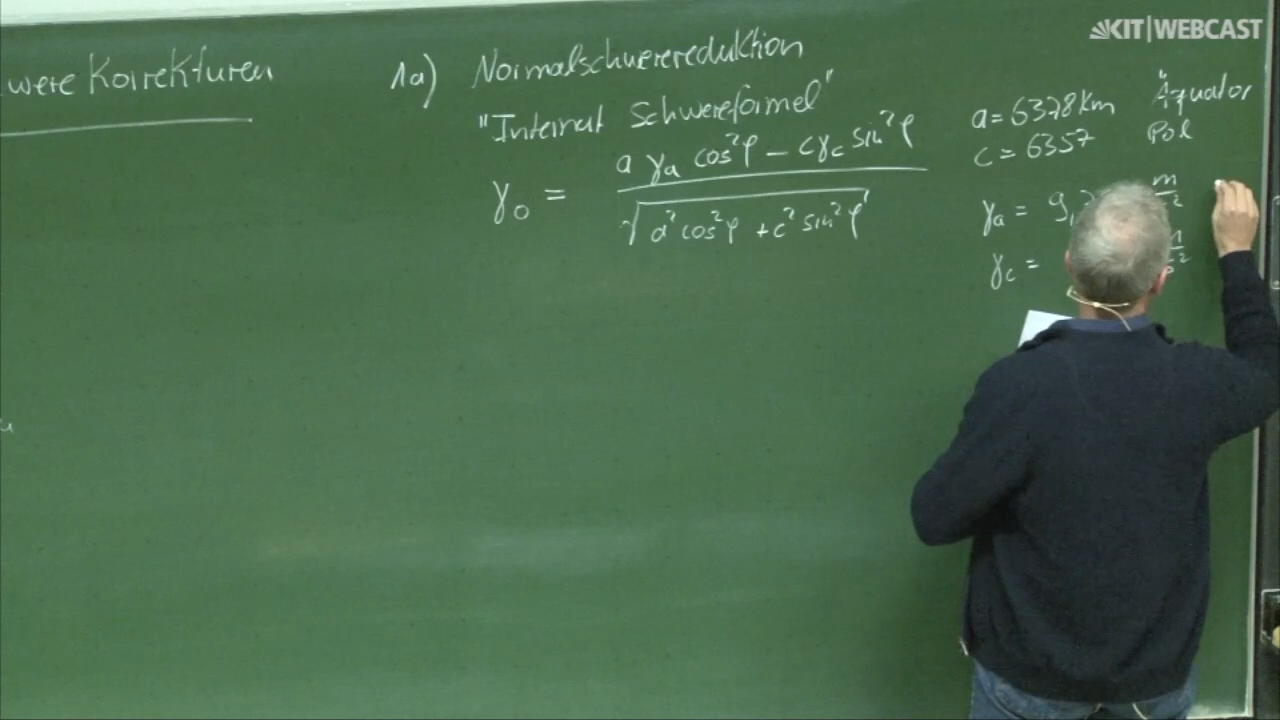 KIT|WEBCAST
were Korrekturen
1a) Normalschwerereduktion
"Internat Schwereformel"
γ₀ = (a γa cos²φ − c γc sin²φ) / √(a² cos²φ + c² sin²φ)
a = 6378 Km Äquator
c = 6357 Pol
γa = 9, m
γc =